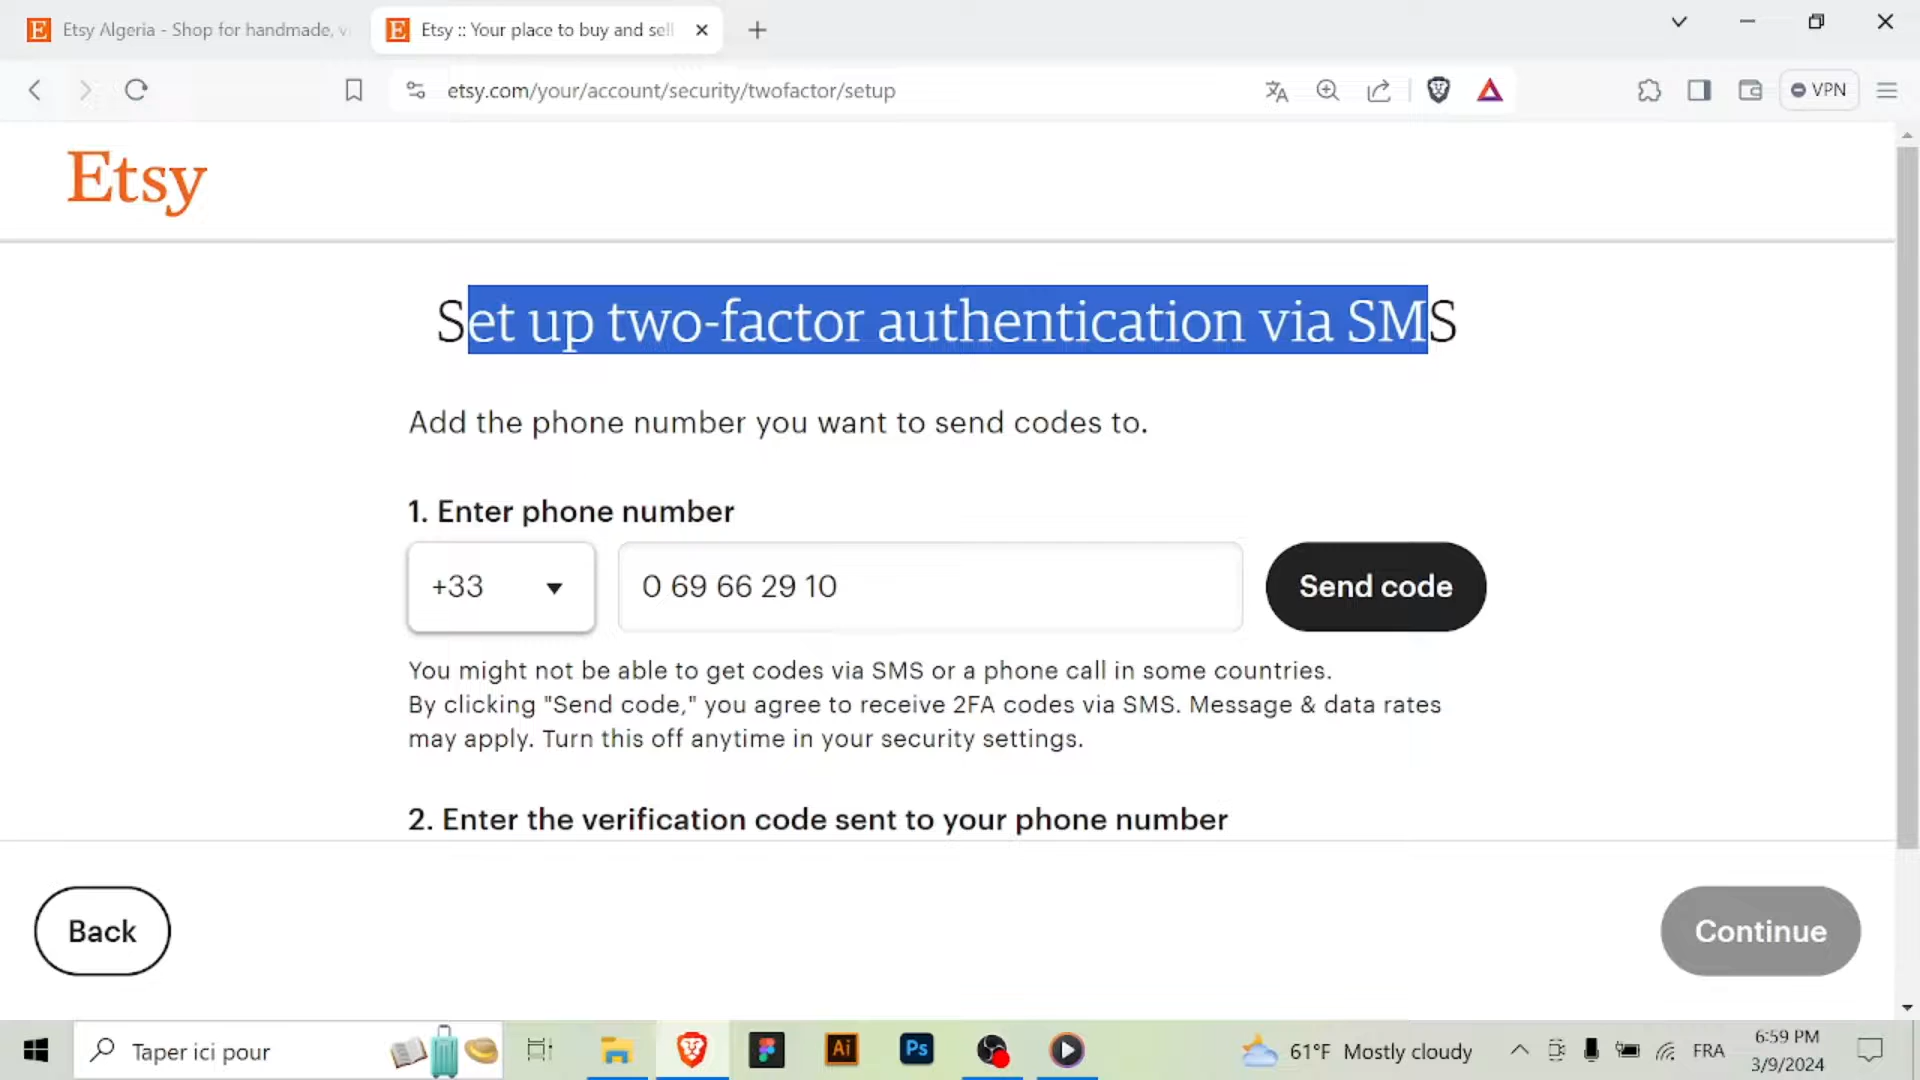 Etsy Algeria - Shop for handmade, v
Etsy :: Your place to buy and sell
etsy.com/your/account/security/twofactor/setup
VPN
Etsy
Set up two-factor authentication via SMS
Add the phone number you want to send codes to.
1. Enter phone number
+33
0 69 66 29 10
Send code
You might not be able to get codes via SMS or a phone call in some countries.
By clicking "Send code," you agree to receive 2FA codes via SMS. Message & data rates
may apply. Turn this off anytime in your security settings.
2. Enter the verification code sent to your phone number
Back
Continue
Taper ici pour
Ai
Ps
61°F Mostly cloudy
FRA
6:59 PM
3/9/2024